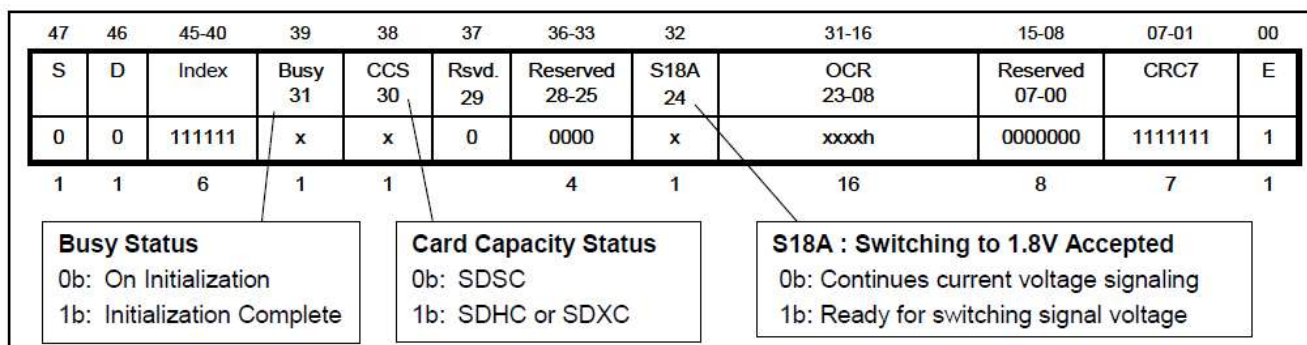 47 46 45-40 39 38 37 36-33 32 31-16 15-08 07-01 00
S D Index Busy CCS Rsvd. Reserved S18A OCR Reserved CRC7 E
31 30 29 28-25 24 23-08 07-00
0 0 111111 x x 0 0000 x xxxxh 0000000 1111111 1
1 1 6 1 1 4 1 16 8 7 1
Busy Status
0b: On Initialization
1b: Initialization Complete
Card Capacity Status
0b: SDSC
1b: SDHC or SDXC
S18A : Switching to 1.8V Accepted
0b: Continues current voltage signaling
1b: Ready for switching signal voltage